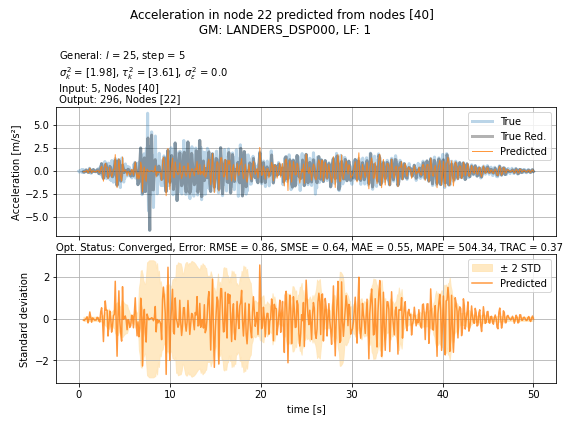 Acceleration in node 22 predicted from nodes [40]
GM: LANDERS_DSP000, LF: 1
General: l = 25, step = 5
σ²ₖ = [1.98], τ²ₖ = [3.61], σ²ε = 0.0
Input: 5, Nodes [40]
Output: 296, Nodes [22]
Acceleration [m/s²]
5.0
2.5
0.0
−2.5
−5.0
True
True Red.
Predicted
Opt. Status: Converged, Error: RMSE = 0.86, SMSE = 0.64, MAE = 0.55, MAPE = 504.34, TRAC = 0.37
Standard deviation
2
0
−2
± 2 STD
Predicted
0 10 20 30 40 50
time [s]